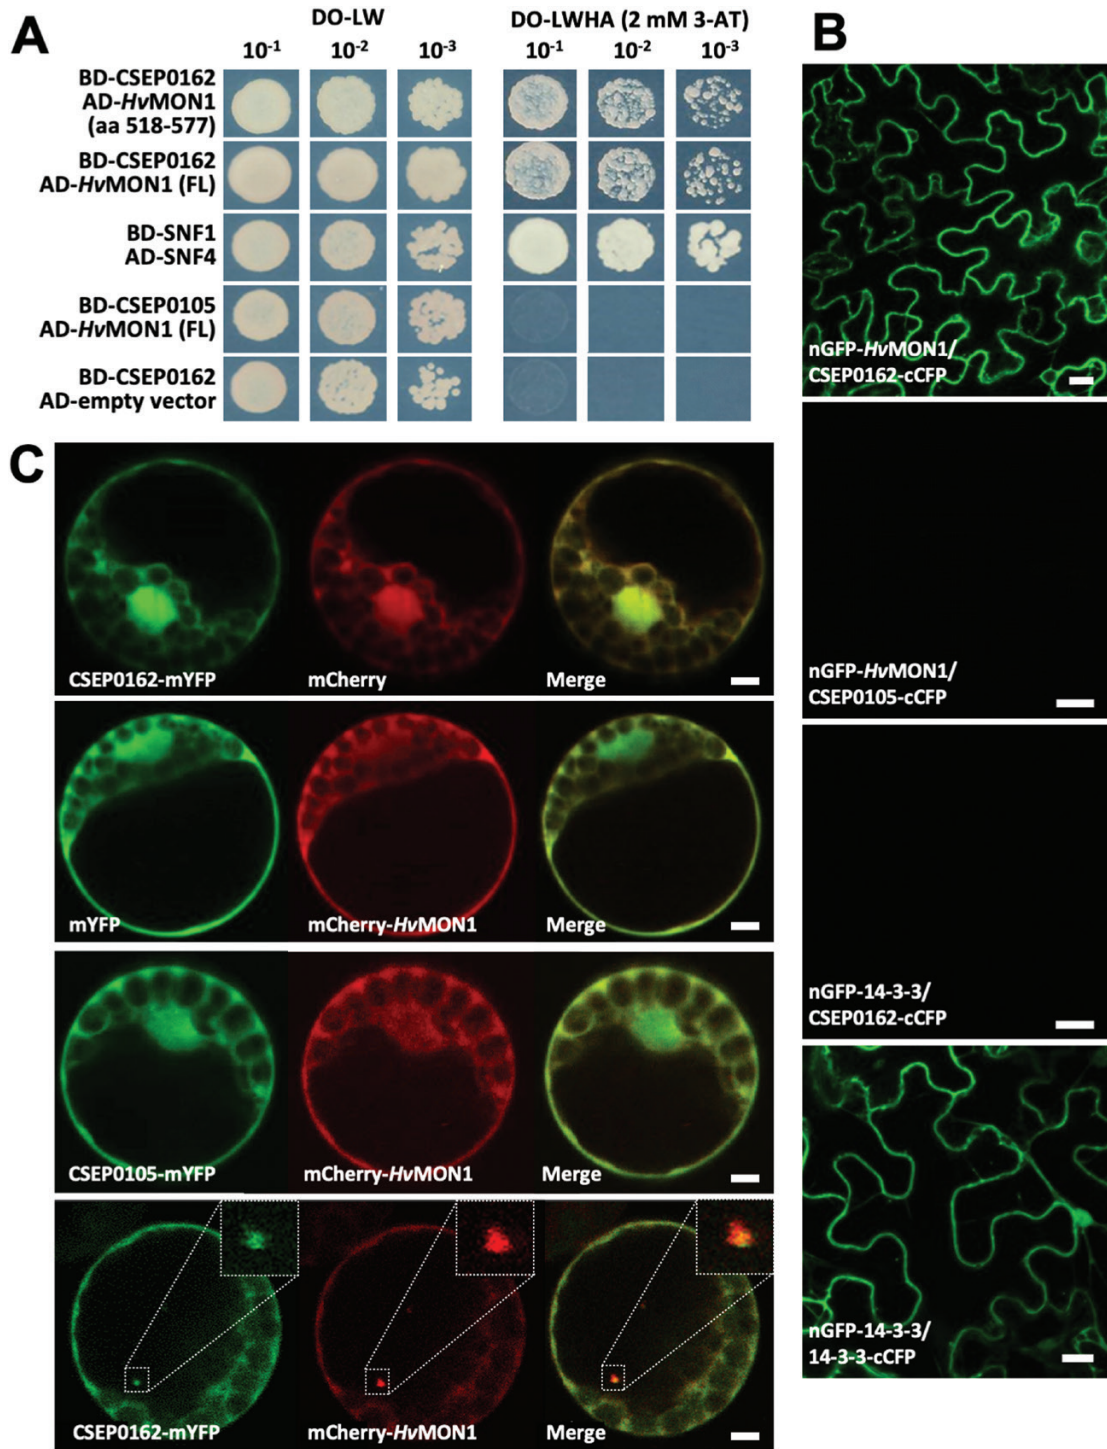 A
DO-LW
DO-LWHA (2 mM 3-AT)
10⁻¹ 10⁻² 10⁻³ 10⁻¹ 10⁻² 10⁻³
BD-CSEP0162
AD-HvMON1
(aa 518-577)
BD-CSEP0162
AD-HvMON1 (FL)
BD-SNF1
AD-SNF4
BD-CSEP0105
AD-HvMON1 (FL)
BD-CSEP0162
AD-empty vector
B
nGFP-HvMON1/
CSEP0162-cCFP
nGFP-HvMON1/
CSEP0105-cCFP
nGFP-14-3-3/
CSEP0162-cCFP
nGFP-14-3-3/
14-3-3-cCFP
C
CSEP0162-mYFP mCherry Merge
mYFP mCherry-HvMON1 Merge
CSEP0105-mYFP mCherry-HvMON1 Merge
CSEP0162-mYFP mCherry-HvMON1 Merge